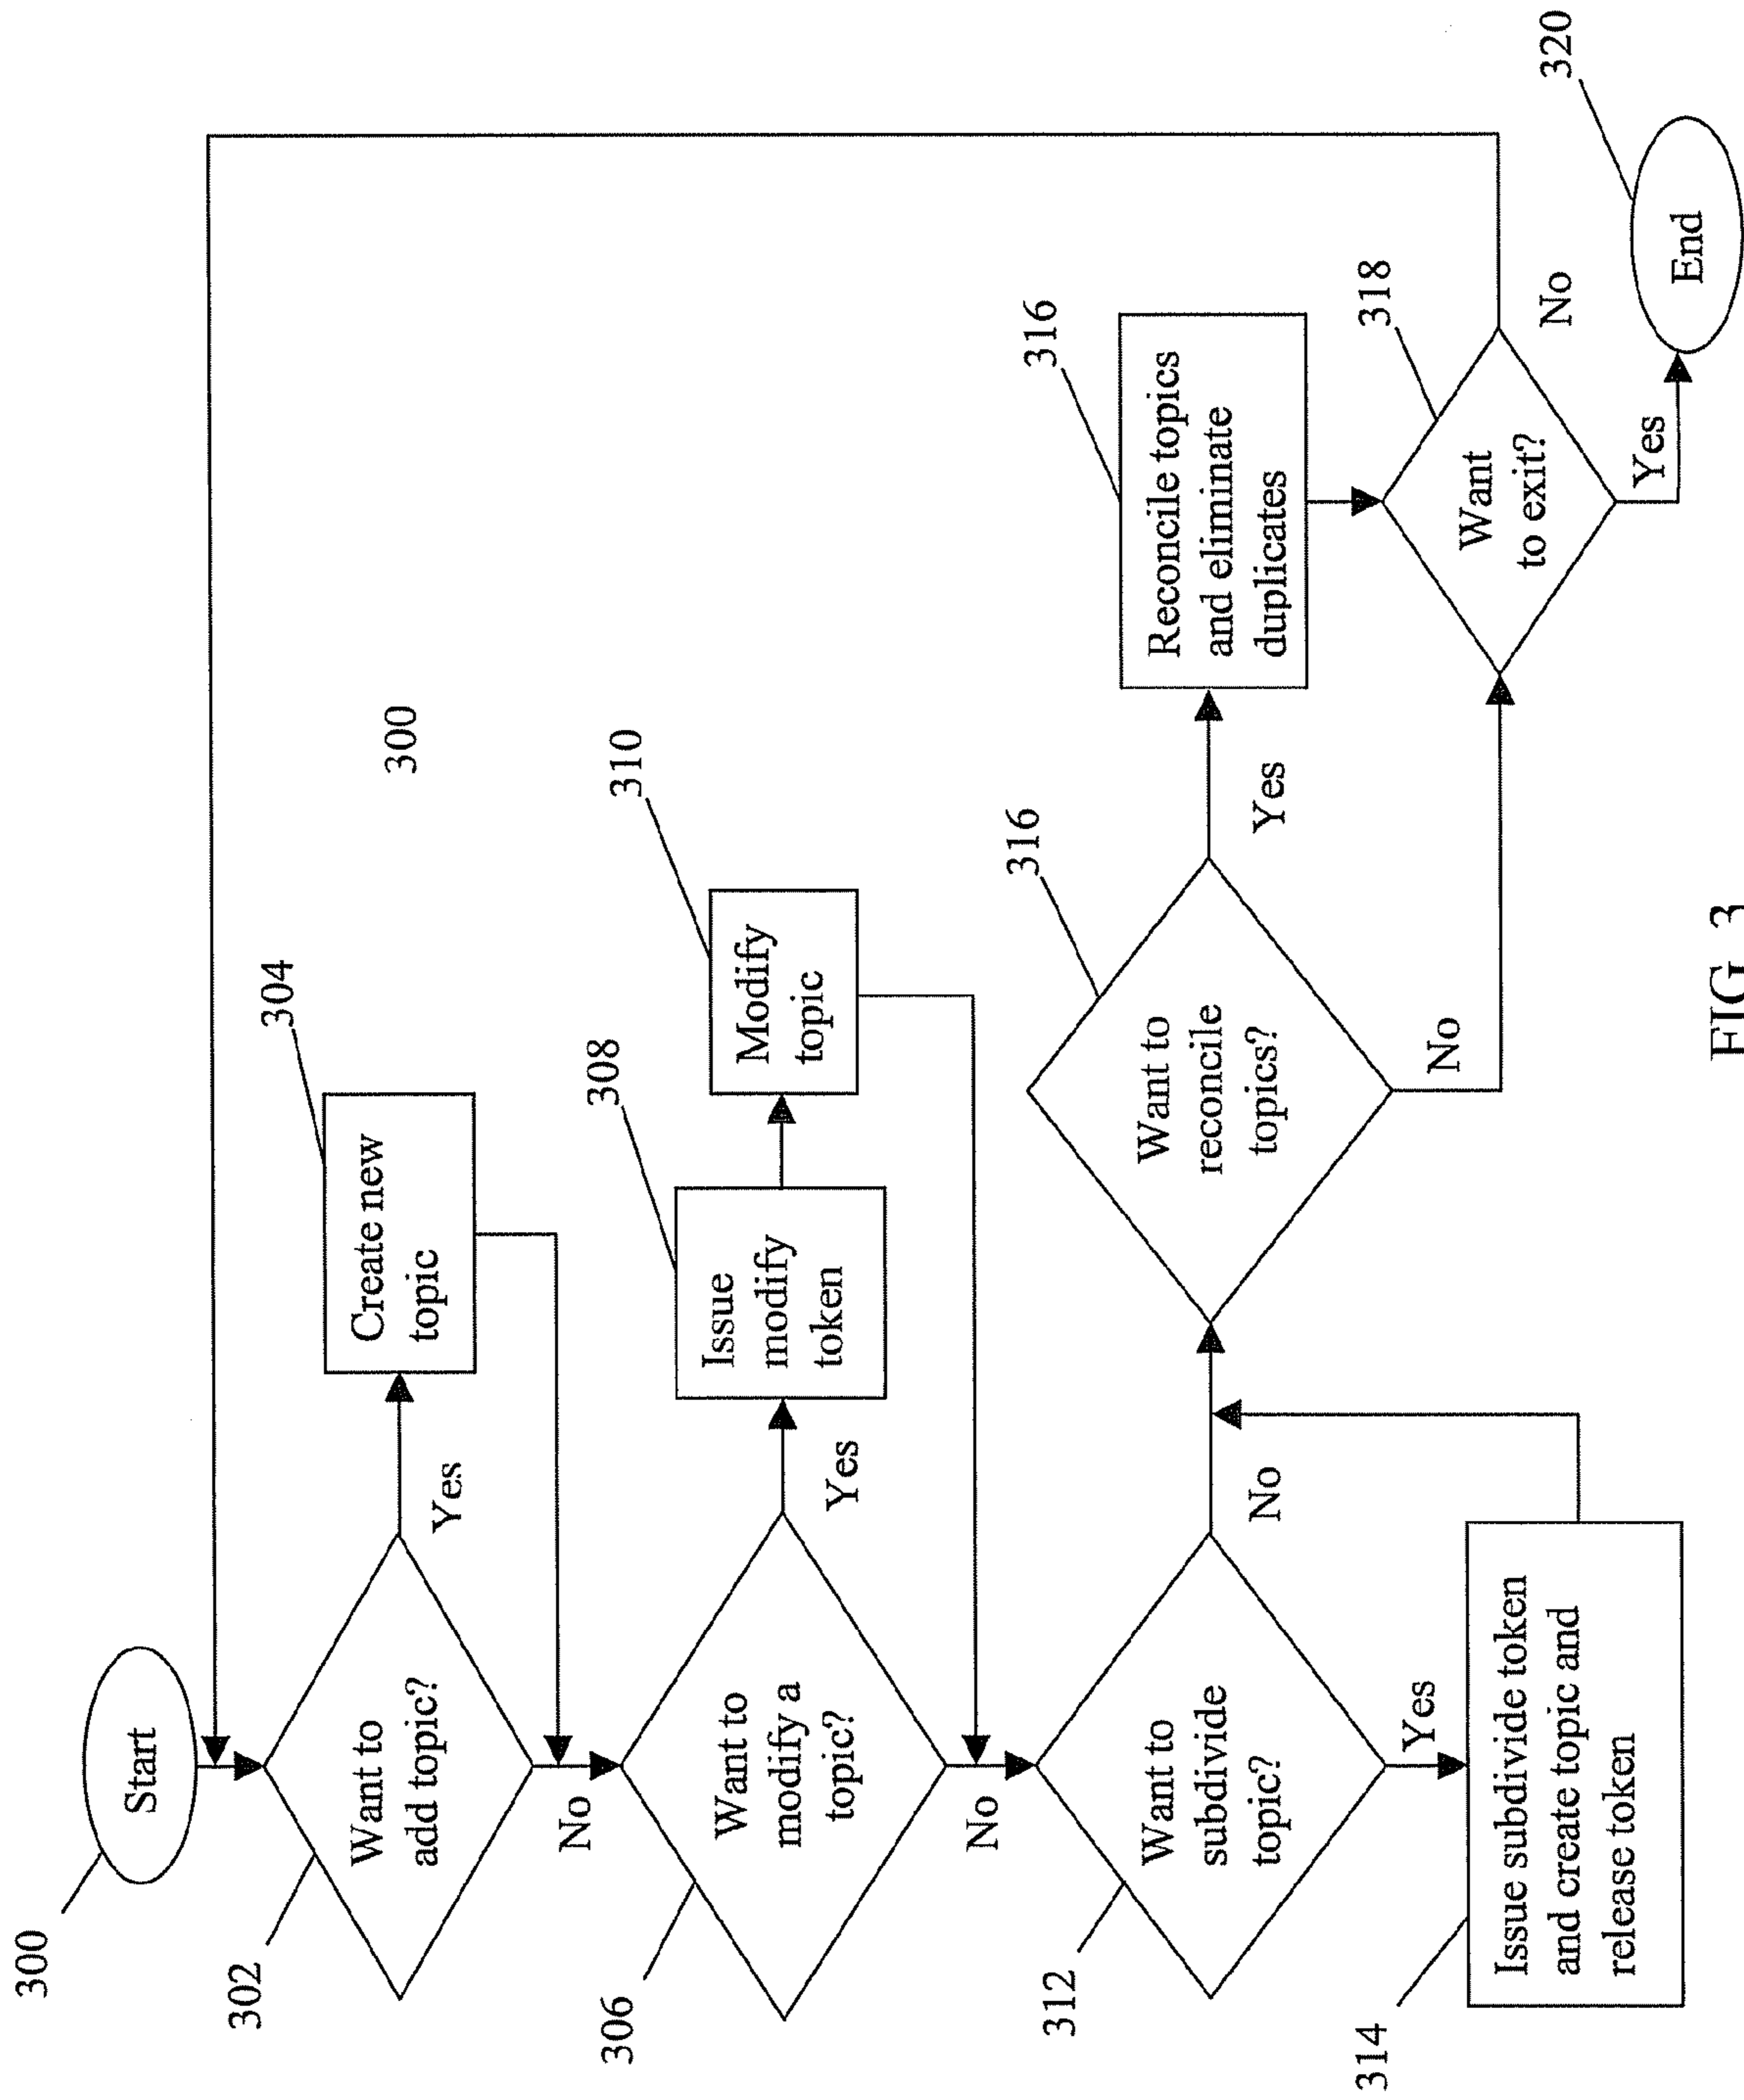 300
Start
302
Want to
add topic?
Yes
304
Create new
topic
No
300
306
Want to
modify a
topic?
Yes
308
Issue
modify
token
310
Modify
topic
No
312
Want to
subdivide
topic?
No
Yes
314
Issue subdivide token
and create topic and
release token
316
Want to
reconcile
topics?
Yes
No
316
Reconcile topics
and eliminate
duplicates
318
Want
to exit?
No
Yes
320
End
FIG. 3